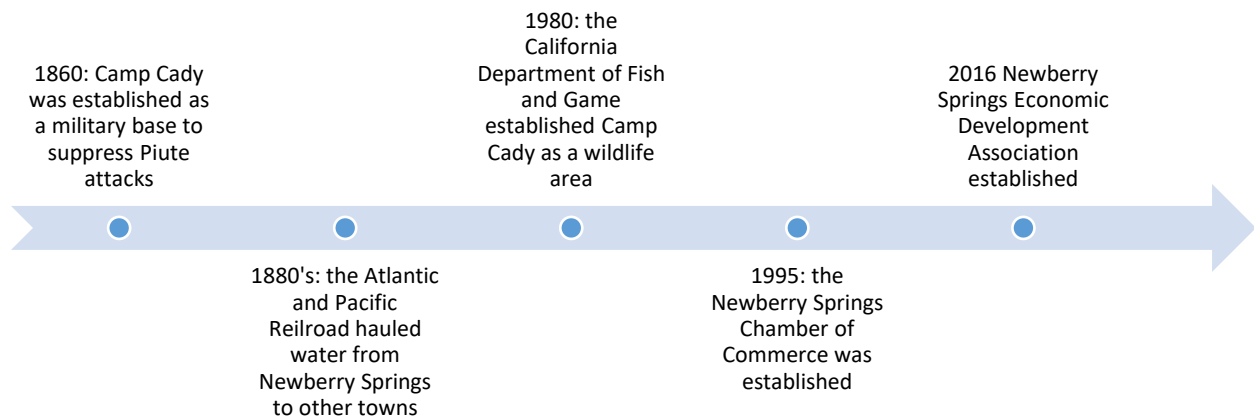 1860: Camp Cady
was established as
a military base to
suppress Piute
attacks
1880's: the Atlantic
and Pacific
Reilroad hauled
water from
Newberry Springs
to other towns
1980: the
California
Department of Fish
and Game
established Camp
Cady as a wildlife
area
1995: the
Newberry Springs
Chamber of
Commerce was
established
2016 Newberry
Springs Economic
Development
Association
established